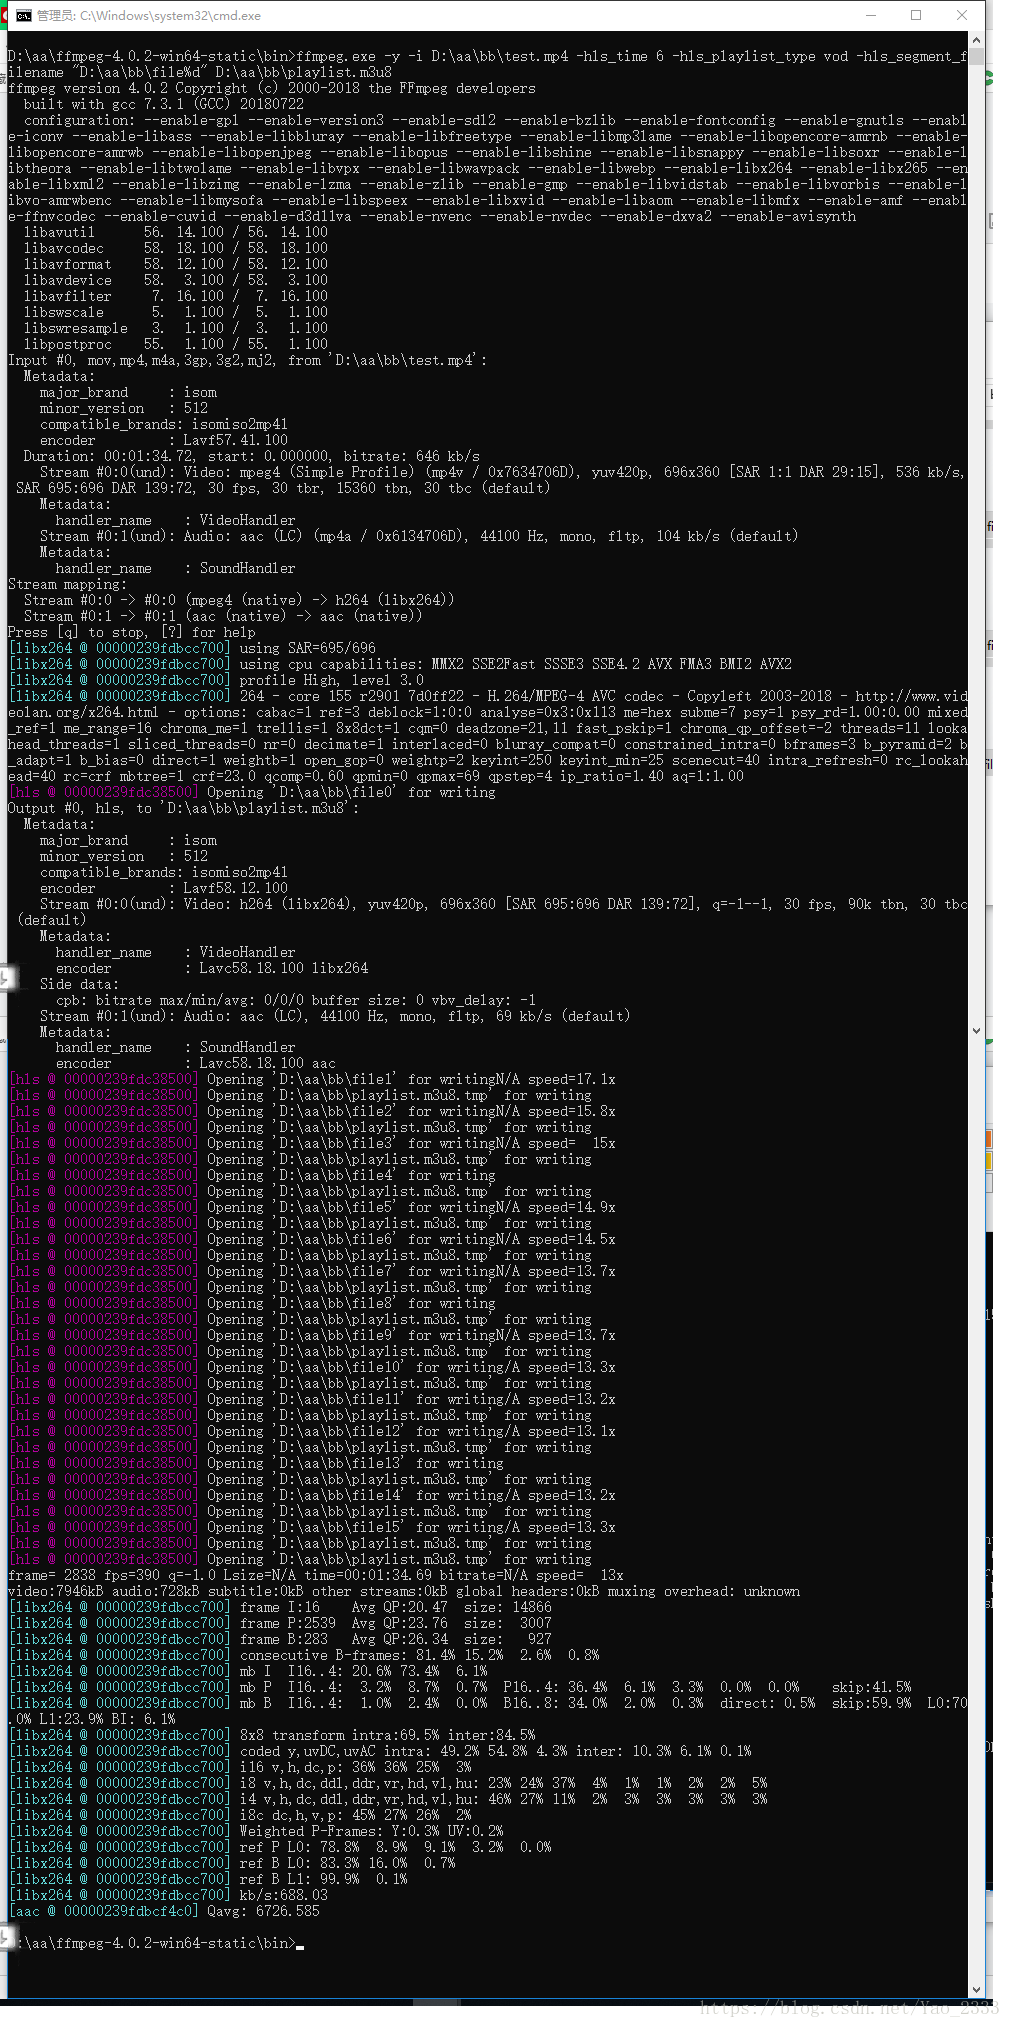 管理员: C:\Windows\system32\cmd.exe
D:\aa\ffmpeg-4.0.2-win64-static\bin>ffmpeg.exe -y -i D:\aa\bb\test.mp4 -hls_time 6 -hls_playlist_type vod -hls_segment_f
ilename "D:\aa\bb\file%d" D:\aa\bb\playlist.m3u8
ffmpeg version 4.0.2 Copyright (c) 2000-2018 the FFmpeg developers
  built with gcc 7.3.1 (GCC) 20180722
  configuration: --enable-gpl --enable-version3 --enable-sdl2 --enable-bzlib --enable-fontconfig --enable-gnutls --enabl
e-iconv --enable-libass --enable-libbluray --enable-libfreetype --enable-libmp3lame --enable-libopencore-amrnb --enable-
libopencore-amrwb --enable-libopenjpeg --enable-libopus --enable-libshine --enable-libsnappy --enable-libsoxr --enable-l
ibtheora --enable-libtwolame --enable-libvpx --enable-libwavpack --enable-libwebp --enable-libx264 --enable-libx265 --en
able-libxml2 --enable-libzimg --enable-lzma --enable-zlib --enable-gmp --enable-libvidstab --enable-libvorbis --enable-l
ibvo-amrwbenc --enable-libmysofa --enable-libspeex --enable-libxvid --enable-libaom --enable-libmfx --enable-amf --enabl
e-ffnvcodec --enable-cuvid --enable-d3d11va --enable-nvenc --enable-nvdec --enable-dxva2 --enable-avisynth
  libavutil      56. 14.100 / 56. 14.100
  libavcodec     58. 18.100 / 58. 18.100
  libavformat    58. 12.100 / 58. 12.100
  libavdevice    58.  3.100 / 58.  3.100
  libavfilter     7. 16.100 /  7. 16.100
  libswscale      5.  1.100 /  5.  1.100
  libswresample   3.  1.100 /  3.  1.100
  libpostproc    55.  1.100 / 55.  1.100
Input #0, mov,mp4,m4a,3gp,3g2,mj2, from 'D:\aa\bb\test.mp4':
  Metadata:
    major_brand     : isom
    minor_version   : 512
    compatible_brands: isomiso2mp41
    encoder         : Lavf57.41.100
  Duration: 00:01:34.72, start: 0.000000, bitrate: 646 kb/s
    Stream #0:0(und): Video: mpeg4 (Simple Profile) (mp4v / 0x7634706D), yuv420p, 696x360 [SAR 1:1 DAR 29:15], 536 kb/s,
 SAR 695:696 DAR 139:72, 30 fps, 30 tbr, 15360 tbn, 30 tbc (default)
    Metadata:
      handler_name    : VideoHandler
    Stream #0:1(und): Audio: aac (LC) (mp4a / 0x6134706D), 44100 Hz, mono, fltp, 104 kb/s (default)
    Metadata:
      handler_name    : SoundHandler
Stream mapping:
  Stream #0:0 -> #0:0 (mpeg4 (native) -> h264 (libx264))
  Stream #0:1 -> #0:1 (aac (native) -> aac (native))
Press [q] to stop, [?] for help
[libx264 @ 00000239fdbcc700] using SAR=695/696
[libx264 @ 00000239fdbcc700] using cpu capabilities: MMX2 SSE2Fast SSSE3 SSE4.2 AVX FMA3 BMI2 AVX2
[libx264 @ 00000239fdbcc700] profile High, level 3.0
[libx264 @ 00000239fdbcc700] 264 - core 155 r2901 7d0ff22 - H.264/MPEG-4 AVC codec - Copyleft 2003-2018 - http://www.vid
eolan.org/x264.html - options: cabac=1 ref=3 deblock=1:0:0 analyse=0x3:0x113 me=hex subme=7 psy=1 psy_rd=1.00:0.00 mixed
_ref=1 me_range=16 chroma_me=1 trellis=1 8x8dct=1 cqm=0 deadzone=21,11 fast_pskip=1 chroma_qp_offset=-2 threads=11 looka
head_threads=1 sliced_threads=0 nr=0 decimate=1 interlaced=0 bluray_compat=0 constrained_intra=0 bframes=3 b_pyramid=2 b
_adapt=1 b_bias=0 direct=1 weightb=1 open_gop=0 weightp=2 keyint=250 keyint_min=25 scenecut=40 intra_refresh=0 rc_lookah
ead=40 rc=crf mbtree=1 crf=23.0 qcomp=0.60 qpmin=0 qpmax=69 qpstep=4 ip_ratio=1.40 aq=1:1.00
[hls @ 00000239fdc38500] Opening 'D:\aa\bb\file0' for writing
Output #0, hls, to 'D:\aa\bb\playlist.m3u8':
  Metadata:
    major_brand     : isom
    minor_version   : 512
    compatible_brands: isomiso2mp41
    encoder         : Lavf58.12.100
    Stream #0:0(und): Video: h264 (libx264), yuv420p, 696x360 [SAR 695:696 DAR 139:72], q=-1--1, 30 fps, 90k tbn, 30 tbc
 (default)
    Metadata:
      handler_name    : VideoHandler
      encoder         : Lavc58.18.100 libx264
    Side data:
      cpb: bitrate max/min/avg: 0/0/0 buffer size: 0 vbv_delay: -1
    Stream #0:1(und): Audio: aac (LC), 44100 Hz, mono, fltp, 69 kb/s (default)
    Metadata:
      handler_name    : SoundHandler
      encoder         : Lavc58.18.100 aac
[hls @ 00000239fdc38500] Opening 'D:\aa\bb\file1' for writingN/A speed=17.1x
[hls @ 00000239fdc38500] Opening 'D:\aa\bb\playlist.m3u8.tmp' for writing
[hls @ 00000239fdc38500] Opening 'D:\aa\bb\file2' for writingN/A speed=15.8x
[hls @ 00000239fdc38500] Opening 'D:\aa\bb\playlist.m3u8.tmp' for writing
[hls @ 00000239fdc38500] Opening 'D:\aa\bb\file3' for writingN/A speed=  15x
[hls @ 00000239fdc38500] Opening 'D:\aa\bb\playlist.m3u8.tmp' for writing
[hls @ 00000239fdc38500] Opening 'D:\aa\bb\file4' for writing
[hls @ 00000239fdc38500] Opening 'D:\aa\bb\playlist.m3u8.tmp' for writing
[hls @ 00000239fdc38500] Opening 'D:\aa\bb\file5' for writingN/A speed=14.9x
[hls @ 00000239fdc38500] Opening 'D:\aa\bb\playlist.m3u8.tmp' for writing
[hls @ 00000239fdc38500] Opening 'D:\aa\bb\file6' for writingN/A speed=14.5x
[hls @ 00000239fdc38500] Opening 'D:\aa\bb\playlist.m3u8.tmp' for writing
[hls @ 00000239fdc38500] Opening 'D:\aa\bb\file7' for writingN/A speed=13.7x
[hls @ 00000239fdc38500] Opening 'D:\aa\bb\playlist.m3u8.tmp' for writing
[hls @ 00000239fdc38500] Opening 'D:\aa\bb\file8' for writing
[hls @ 00000239fdc38500] Opening 'D:\aa\bb\playlist.m3u8.tmp' for writing
[hls @ 00000239fdc38500] Opening 'D:\aa\bb\file9' for writingN/A speed=13.7x
[hls @ 00000239fdc38500] Opening 'D:\aa\bb\playlist.m3u8.tmp' for writing
[hls @ 00000239fdc38500] Opening 'D:\aa\bb\file10' for writing/A speed=13.3x
[hls @ 00000239fdc38500] Opening 'D:\aa\bb\playlist.m3u8.tmp' for writing
[hls @ 00000239fdc38500] Opening 'D:\aa\bb\file11' for writing/A speed=13.2x
[hls @ 00000239fdc38500] Opening 'D:\aa\bb\playlist.m3u8.tmp' for writing
[hls @ 00000239fdc38500] Opening 'D:\aa\bb\file12' for writing/A speed=13.1x
[hls @ 00000239fdc38500] Opening 'D:\aa\bb\playlist.m3u8.tmp' for writing
[hls @ 00000239fdc38500] Opening 'D:\aa\bb\file13' for writing
[hls @ 00000239fdc38500] Opening 'D:\aa\bb\playlist.m3u8.tmp' for writing
[hls @ 00000239fdc38500] Opening 'D:\aa\bb\file14' for writing/A speed=13.2x
[hls @ 00000239fdc38500] Opening 'D:\aa\bb\playlist.m3u8.tmp' for writing
[hls @ 00000239fdc38500] Opening 'D:\aa\bb\file15' for writing/A speed=13.3x
[hls @ 00000239fdc38500] Opening 'D:\aa\bb\playlist.m3u8.tmp' for writing
[hls @ 00000239fdc38500] Opening 'D:\aa\bb\playlist.m3u8.tmp' for writing
frame= 2838 fps=390 q=-1.0 Lsize=N/A time=00:01:34.69 bitrate=N/A speed=  13x
video:7946kB audio:728kB subtitle:0kB other streams:0kB global headers:0kB muxing overhead: unknown
[libx264 @ 00000239fdbcc700] frame I:16    Avg QP:20.47  size: 14866
[libx264 @ 00000239fdbcc700] frame P:2539  Avg QP:23.76  size:  3007
[libx264 @ 00000239fdbcc700] frame B:283   Avg QP:26.34  size:   927
[libx264 @ 00000239fdbcc700] consecutive B-frames: 81.4% 15.2%  2.6%  0.8%
[libx264 @ 00000239fdbcc700] mb I  I16..4: 20.6% 73.4%  6.1%
[libx264 @ 00000239fdbcc700] mb P  I16..4:  3.2%  8.7%  0.7%  P16..4: 36.4%  6.1%  3.3%  0.0%  0.0%    skip:41.5%
[libx264 @ 00000239fdbcc700] mb B  I16..4:  1.0%  2.4%  0.0%  B16..8: 34.0%  2.0%  0.3%  direct: 0.5%  skip:59.9%  L0:70
.0% L1:23.9% BI: 6.1%
[libx264 @ 00000239fdbcc700] 8x8 transform intra:69.5% inter:84.5%
[libx264 @ 00000239fdbcc700] coded y,uvDC,uvAC intra: 49.2% 54.8% 4.3% inter: 10.3% 6.1% 0.1%
[libx264 @ 00000239fdbcc700] i16 v,h,dc,p: 36% 36% 25%  3%
[libx264 @ 00000239fdbcc700] i8 v,h,dc,ddl,ddr,vr,hd,vl,hu: 23% 24% 37%  4%  1%  1%  2%  2%  5%
[libx264 @ 00000239fdbcc700] i4 v,h,dc,ddl,ddr,vr,hd,vl,hu: 46% 27% 11%  2%  3%  3%  3%  3%  3%
[libx264 @ 00000239fdbcc700] i8c dc,h,v,p: 45% 27% 26%  2%
[libx264 @ 00000239fdbcc700] Weighted P-Frames: Y:0.3% UV:0.2%
[libx264 @ 00000239fdbcc700] ref P L0: 78.8%  8.9%  9.1%  3.2%  0.0%
[libx264 @ 00000239fdbcc700] ref B L0: 83.3% 16.0%  0.7%
[libx264 @ 00000239fdbcc700] ref B L1: 99.9%  0.1%
[libx264 @ 00000239fdbcc700] kb/s:688.03
[aac @ 00000239fdbcf4c0] Qavg: 6726.585
:\aa\ffmpeg-4.0.2-win64-static\bin>
https://blog.csdn.net/Yao_2333